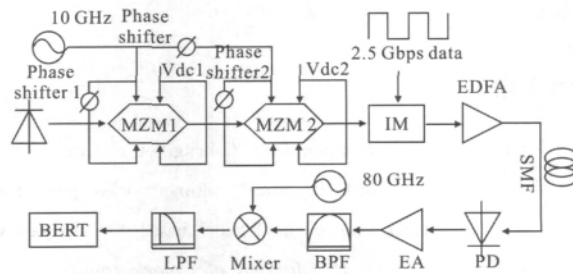 10 GHz
Phase
shifter
Phase
shifter 1
Vdc1
Phase
shifter2
Vdc2
2.5 Gbps data
MZM1
MZM 2
IM
EDFA
SMF
80 GHz
BERT
LPF
Mixer
BPF
EA
PD